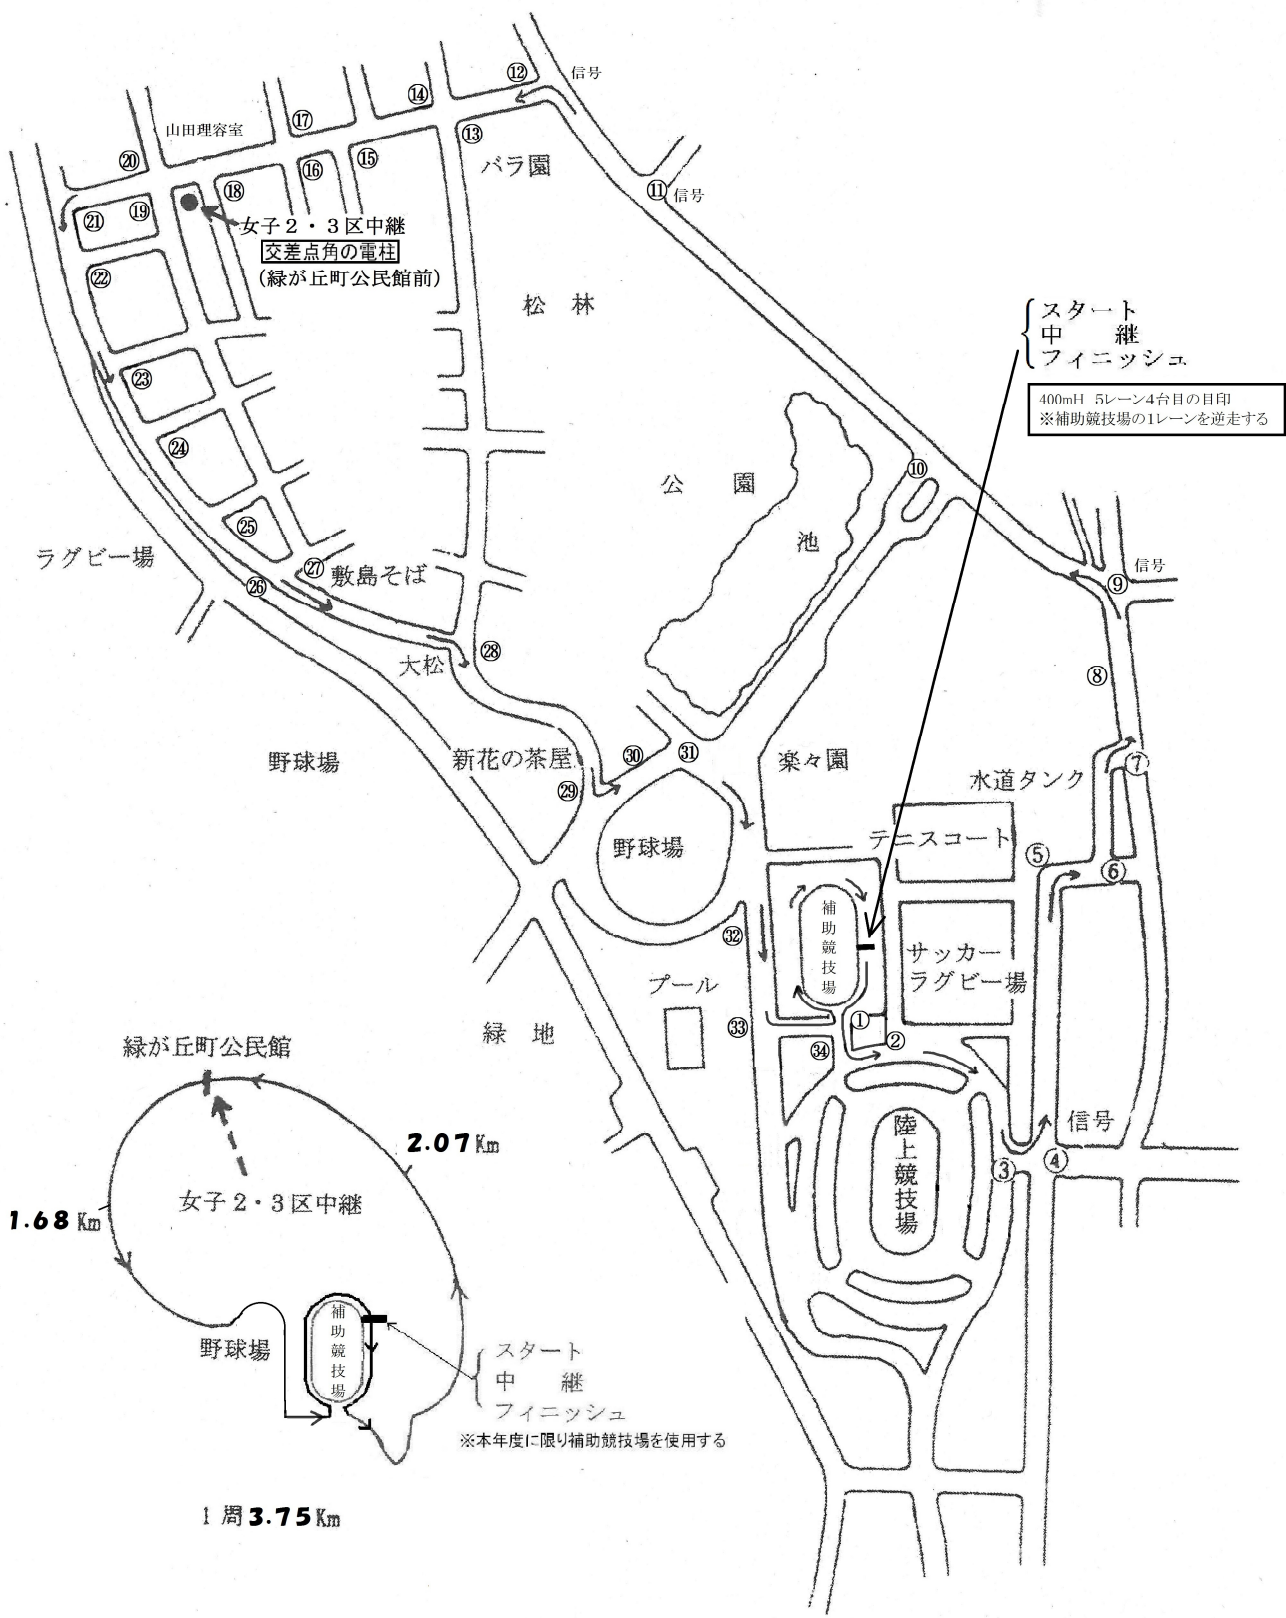 ⑫
信号
⑭
⑰
⑬
山田理容室
⑳
⑮
⑯
バラ園
⑱
⑪
信号
⑲
㉑
女子2・3区中継
交差点角の電柱
(緑が丘町公民館前)
㉒
松 林
スタート
中 継
フィニッシュ
㉓
400mH 5レーン4台目の目印
※補助競技場の1レーンを逆走する
㉔
⑩
公 園
㉕
池
ラグビー場
㉗
敷島そば
㉖
信号
⑨
大松
㉘
⑧
野球場
新花の茶屋
㉚
㉛
楽々園
⑦
水道タンク
㉙
野球場
テニスコート
⑤
⑥
補助競技場
㉜
サッカー
ラグビー場
プール
①
㉝
②
緑 地
㉞
陸上競技場
信号
③
④
緑が丘町公民館
2.07Km
女子2・3区中継
1.68Km
補助競技場
野球場
スタート
中 継
フィニッシュ
※本年度に限り補助競技場を使用する
1周3.75Km